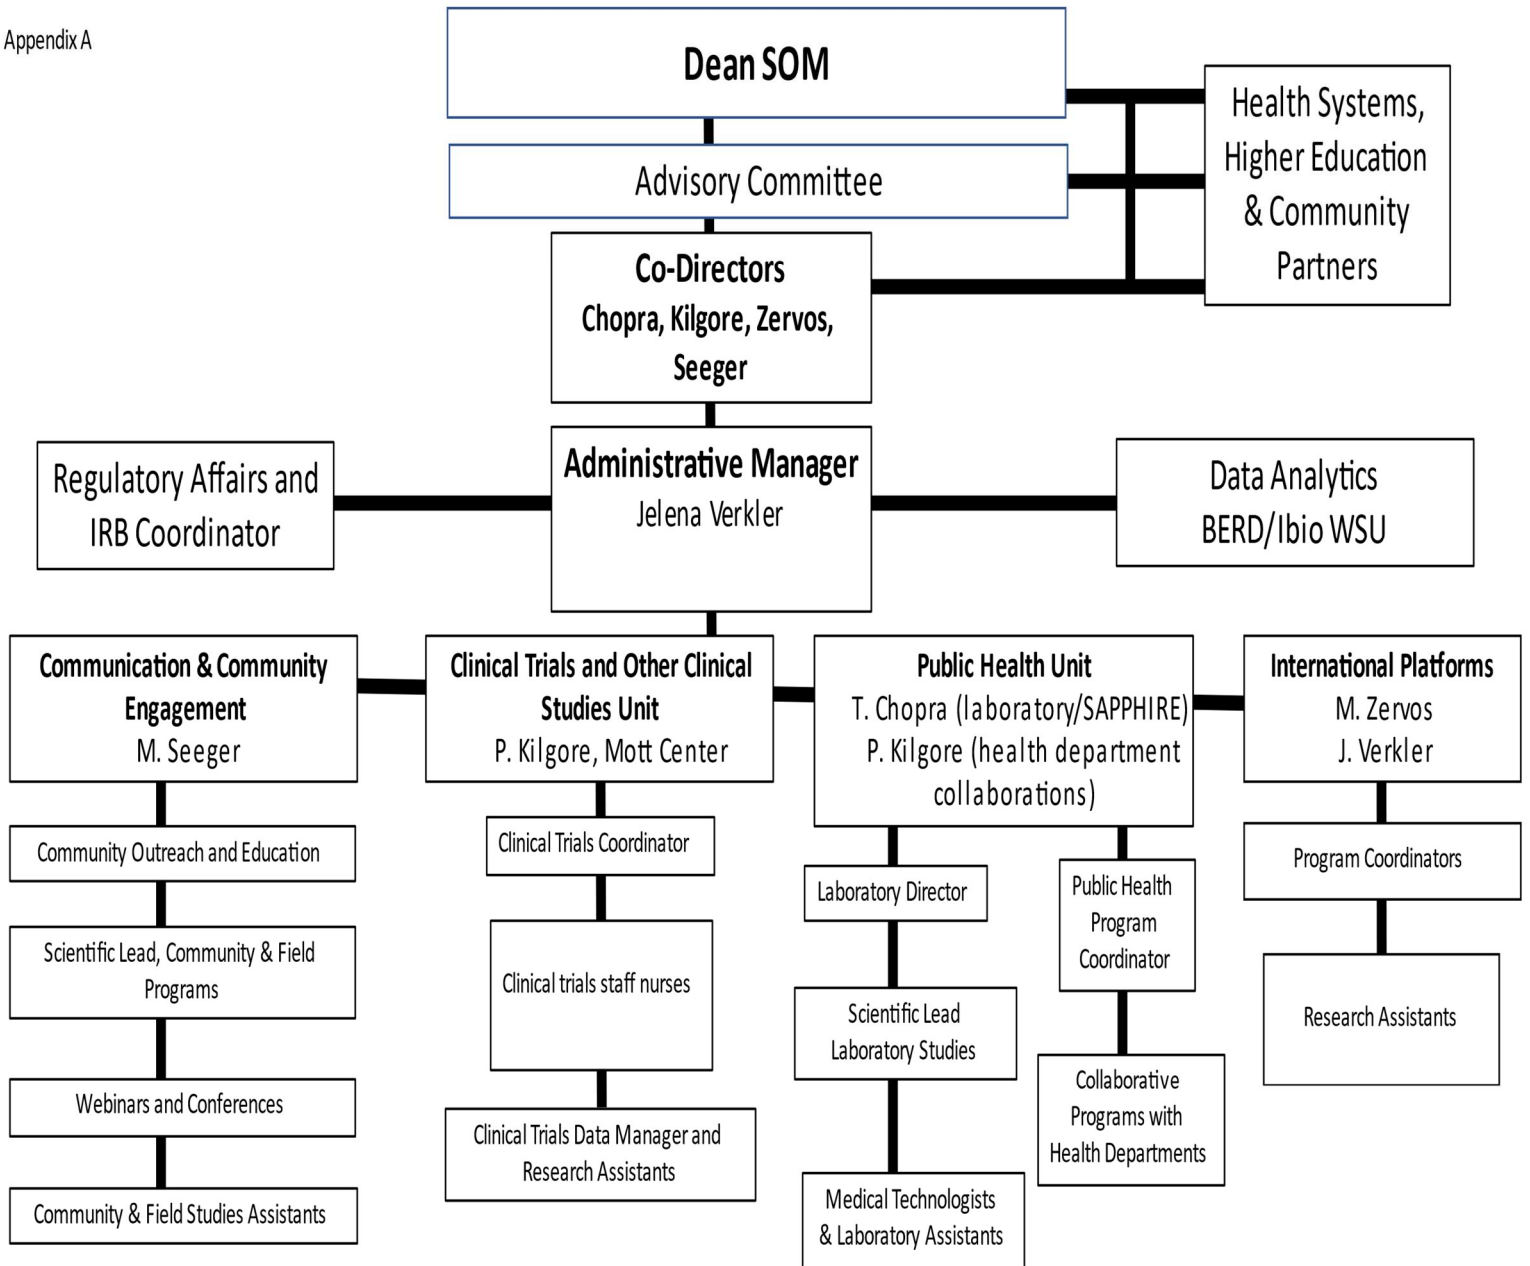 Appendix A
Dean SOM
Health Systems,
Higher Education
& Community
Partners
Advisory Committee
Co-Directors
Chopra, Kilgore, Zervos,
Seeger
Administrative Manager
Jelena Verkler
Regulatory Affairs and
IRB Coordinator
Data Analytics
BERD/Ibio WSU
Communication & Community
Engagement
M. Seeger
Clinical Trials and Other Clinical
Studies Unit
P. Kilgore, Mott Center
Public Health Unit
T. Chopra (laboratory/SAPPHIRE)
P. Kilgore (health department
collaborations)
International Platforms
M. Zervos
J. Verkler
Community Outreach and Education
Scientific Lead, Community & Field
Programs
Webinars and Conferences
Community & Field Studies Assistants
Clinical Trials Coordinator
Clinical trials staff nurses
Clinical Trials Data Manager and
Research Assistants
Laboratory Director
Scientific Lead
Laboratory Studies
Medical Technologists
& Laboratory Assistants
Public Health
Program
Coordinator
Collaborative
Programs with
Health Departments
Program Coordinators
Research Assistants